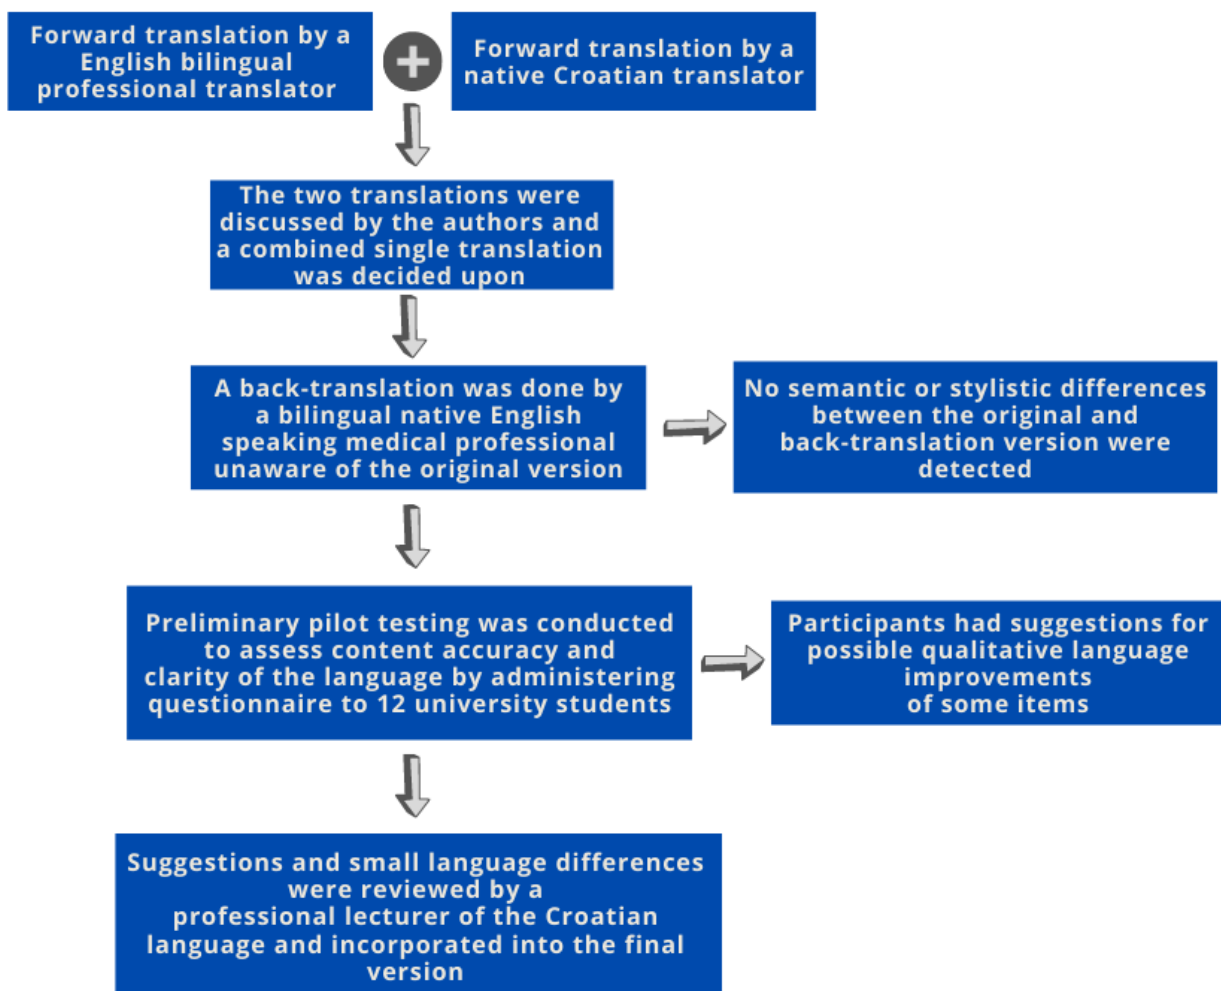 Forward translation by a
English bilingual
professional translator
Forward translation by a
native Croatian translator
The two translations were
discussed by the authors and
a combined single translation
was decided upon
A back-translation was done by
a bilingual native English
speaking medical professional
unaware of the original version
No semantic or stylistic differences
between the original and
back-translation version were
detected
Preliminary pilot testing was conducted
to assess content accuracy and
clarity of the language by administering
questionnaire to 12 university students
Participants had suggestions for
possible qualitative language
improvements
of some items
Suggestions and small language differences
were reviewed by a
professional lecturer of the Croatian
language and incorporated into the final
version